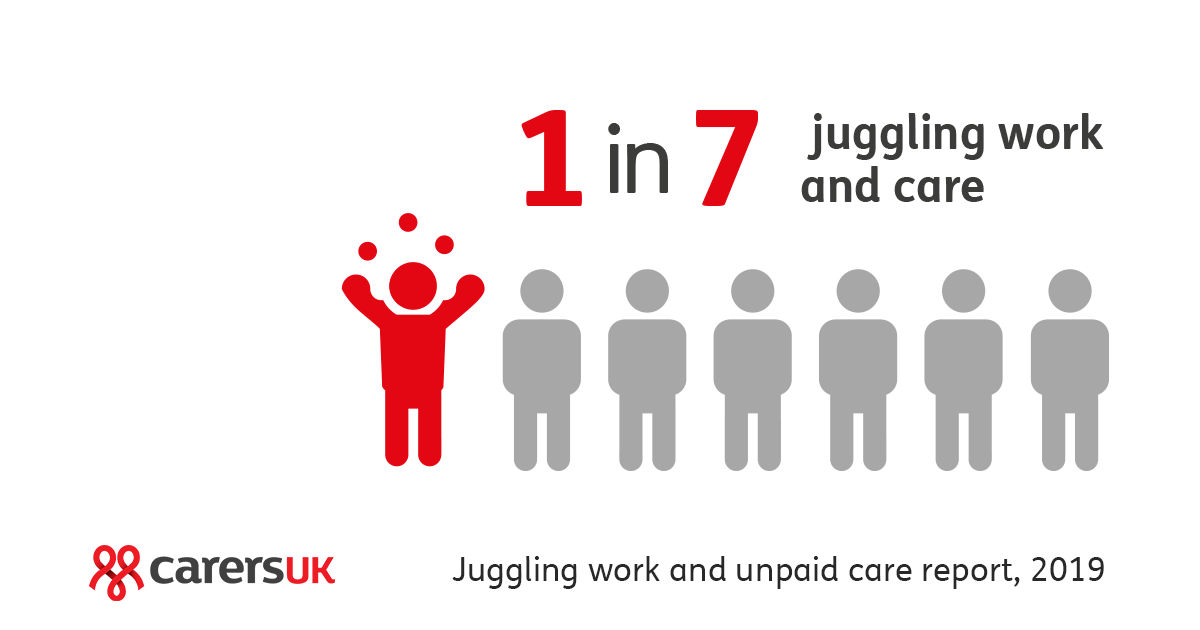 1 in 7 juggling work
and care
carersUK
Juggling work and unpaid care report, 2019